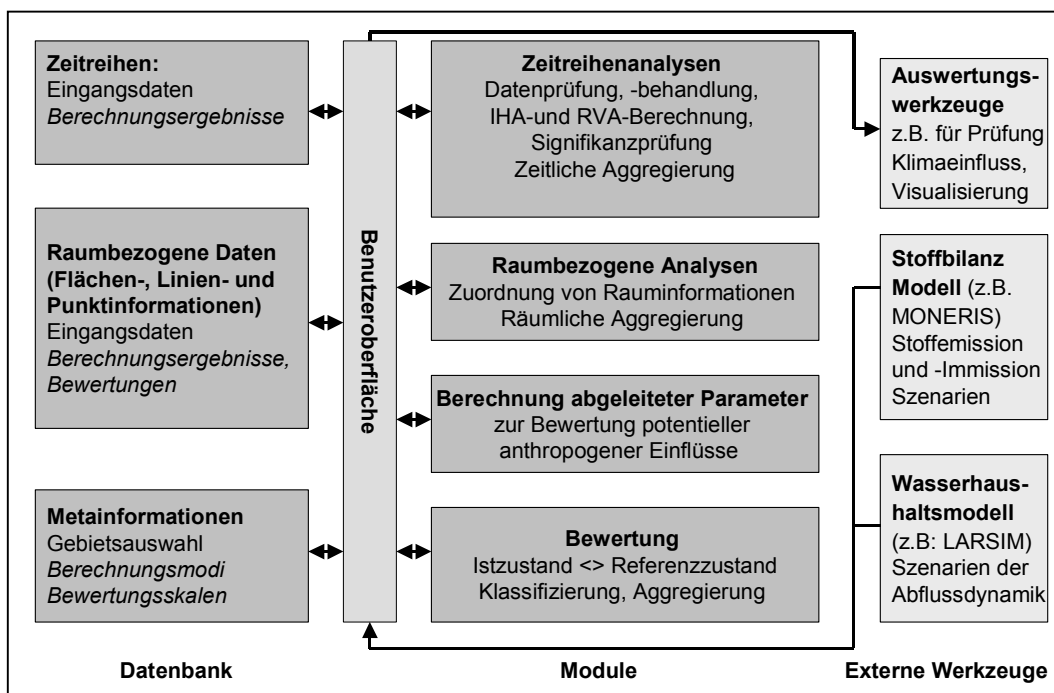 Zeitreihen:
Eingangsdaten
Berechnungsergebnisse
Raumbezogene Daten
(Flächen-, Linien- und
Punktinformationen)
Eingangsdaten
Berechnungsergebnisse,
Bewertungen
Metainformationen
Gebietsauswahl
Berechnungsmodi
Bewertungsskalen
Datenbank
Benutzeroberfläche
Zeitreihenanalysen
Datenprüfung, -behandlung,
IHA-und RVA-Berechnung,
Signifikanzprüfung
Zeitliche Aggregierung
Raumbezogene Analysen
Zuordnung von Rauminformationen
Räumliche Aggregierung
Berechnung abgeleiteter Parameter
zur Bewertung potentieller
anthropogener Einflüsse
Bewertung
Istzustand <> Referenzzustand
Klassifizierung, Aggregierung
Module
Auswertungs-
werkzeuge
z.B. für Prüfung
Klimaeinfluss,
Visualisierung
Stoffbilanz
Modell (z.B.
MONERIS)
Stoffemission
und -Immission
Szenarien
Wasserhaus-
haltsmodell
(z.B: LARSIM)
Szenarien der
Abflussdynamik
Externe Werkzeuge